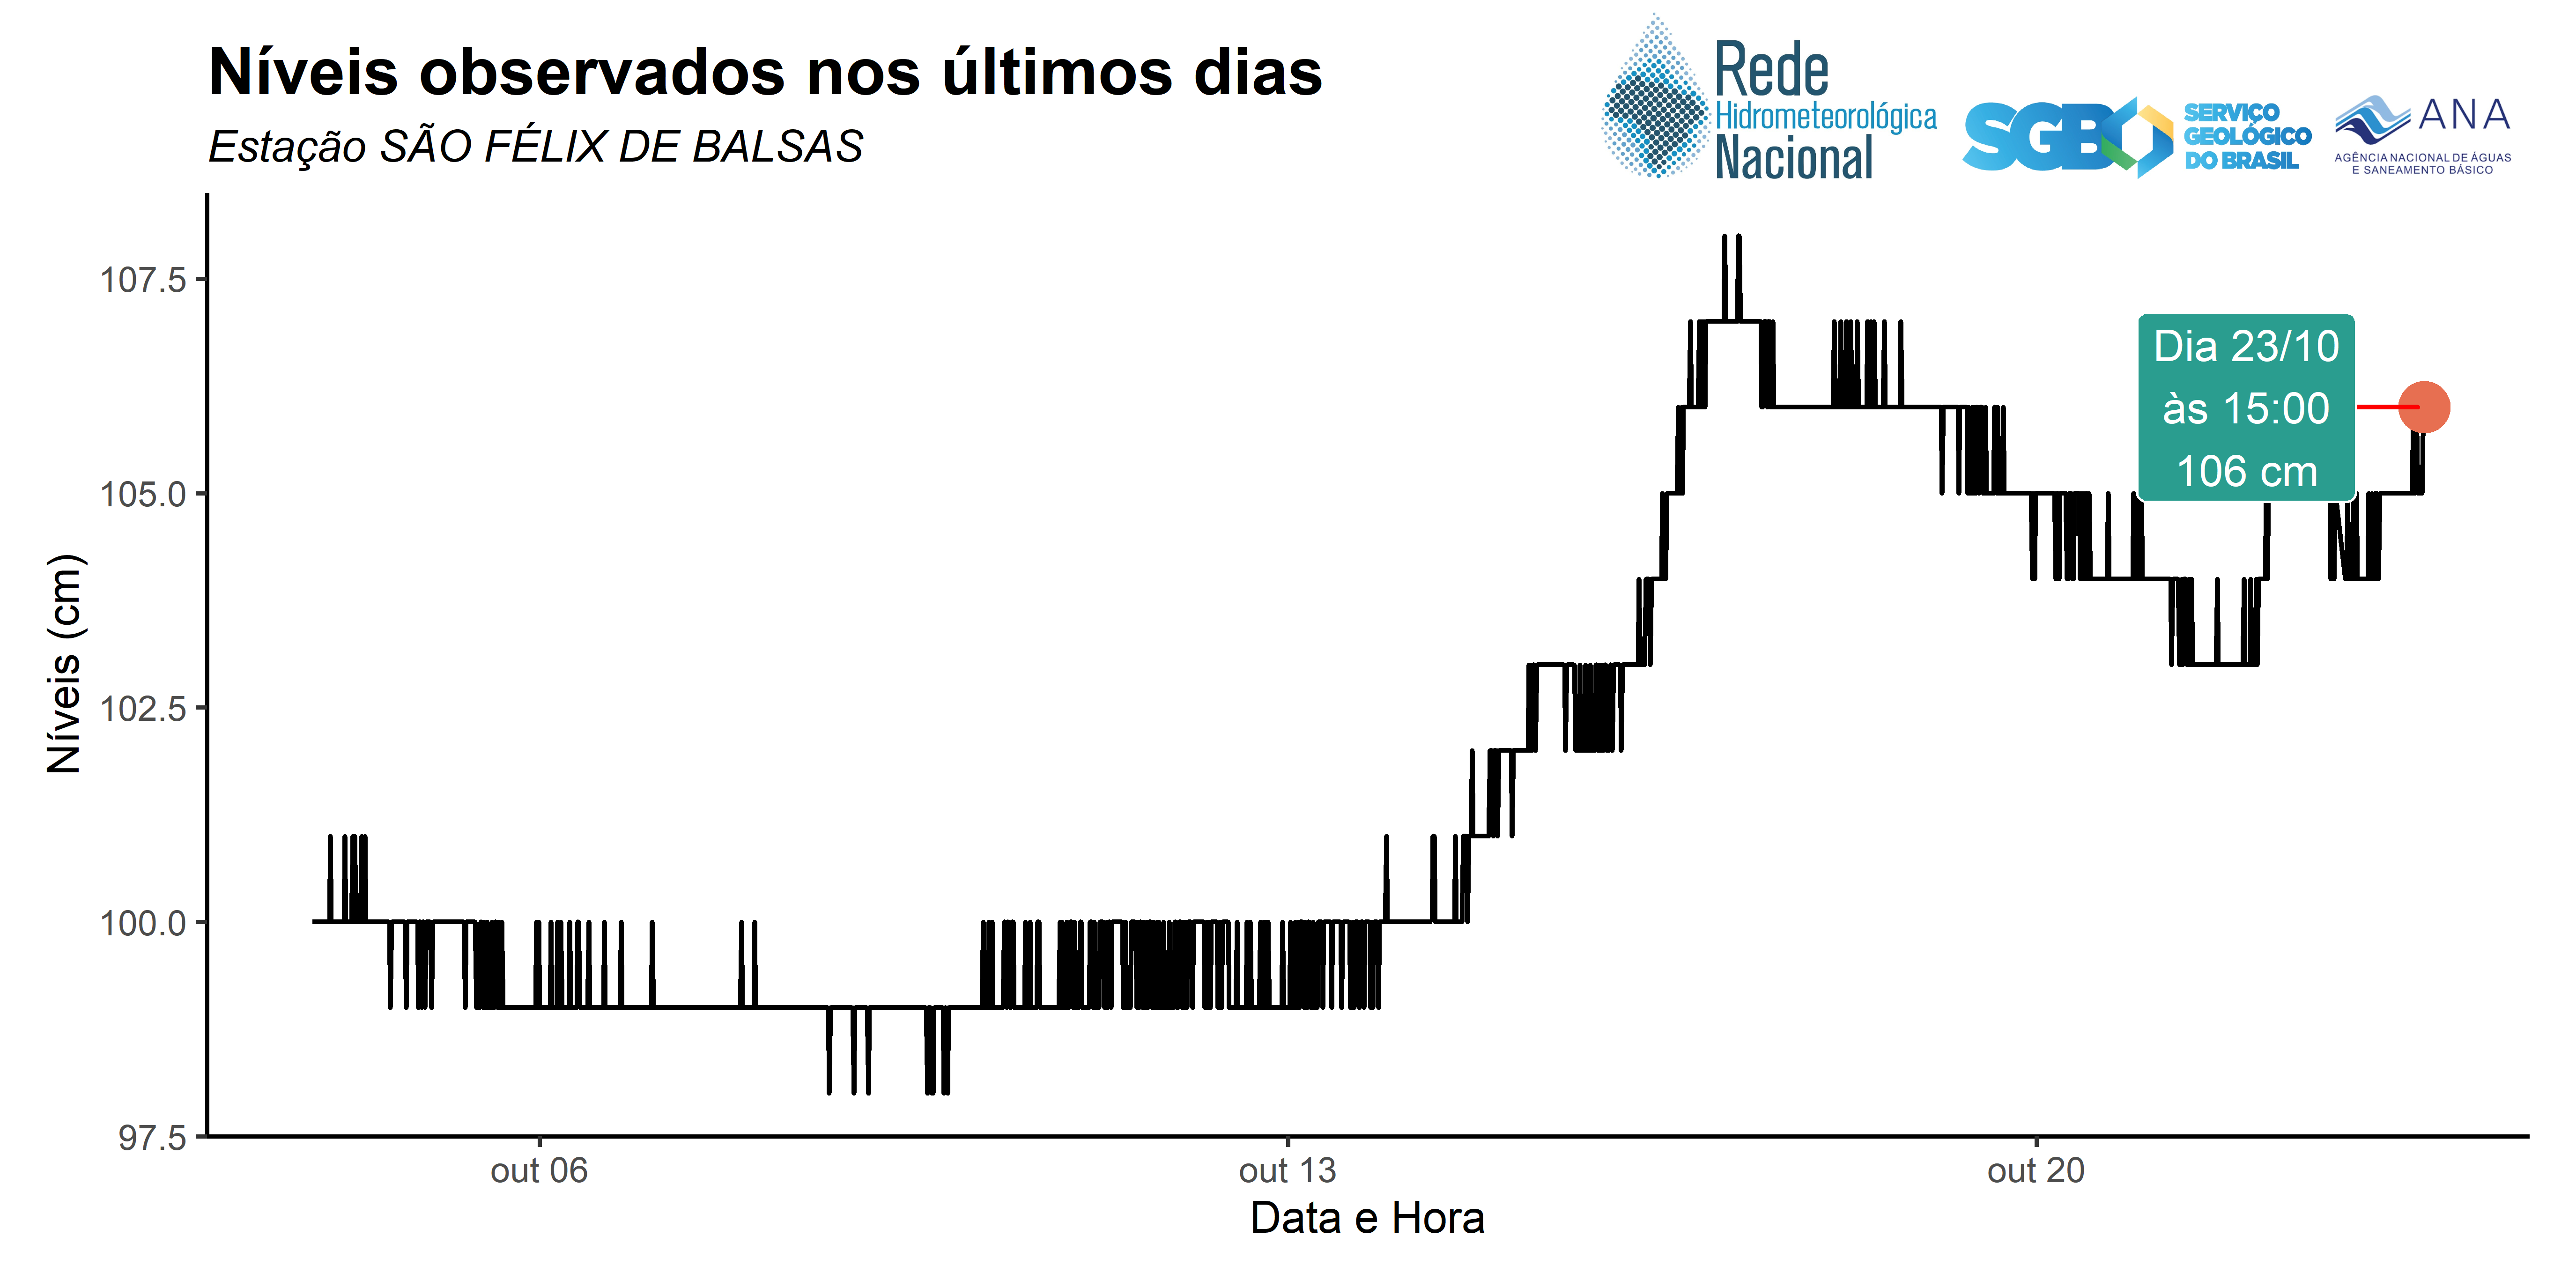 Níveis observados nos últimos dias
Estação SÃO FÉLIX DE BALSAS
Rede
Hidrometeorológica
Nacional
SGB
SERVIÇO
GEOLÓGICO
DO BRASIL
ANA
AGÊNCIA NACIONAL DE ÁGUAS
E SANEAMENTO BÁSICO
Níveis (cm)
107.5
105.0
102.5
100.0
97.5
Dia 23/10
às 15:00
106 cm
out 06
out 13
out 20
Data e Hora